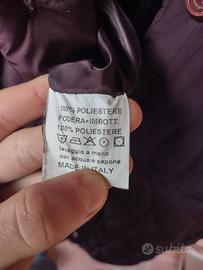 100% POLIESTERE
FODERA+IMBOTT.
100% POLIESTERE
lavaggio a mano
con acqua e sapone
MADE IN ITALY
subito